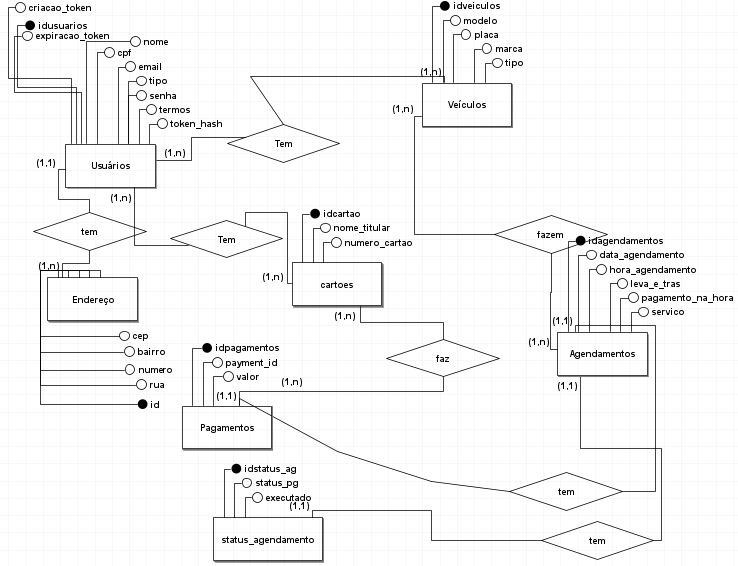 criacao_token
idusuarios
expiracao_token
nome
cpf
email
tipo
senha
termos
token_hash
Usuários
(1,1)
(1,n)
(1,n)
Tem
idveiculos
modelo
placa
marca
tipo
(1,n)
Veículos
(1,n)
tem
(1,n)
Endereço
cep
bairro
numero
rua
id
Tem
idcartao
nome_titular
numero_cartao
(1,n)
cartoes
(1,n)
fazem
idagendamentos
data_agendamento
hora_agendamento
leva_e_tras
pagamento_na_hora
servico
(1,1)
(1,n)
Agendamentos
(1,1)
faz
idpagamentos
payment_id
valor
(1,n)
(1,1)
Pagamentos
tem
idstatus_ag
status_pg
executado
(1,1)
status_agendamento
tem